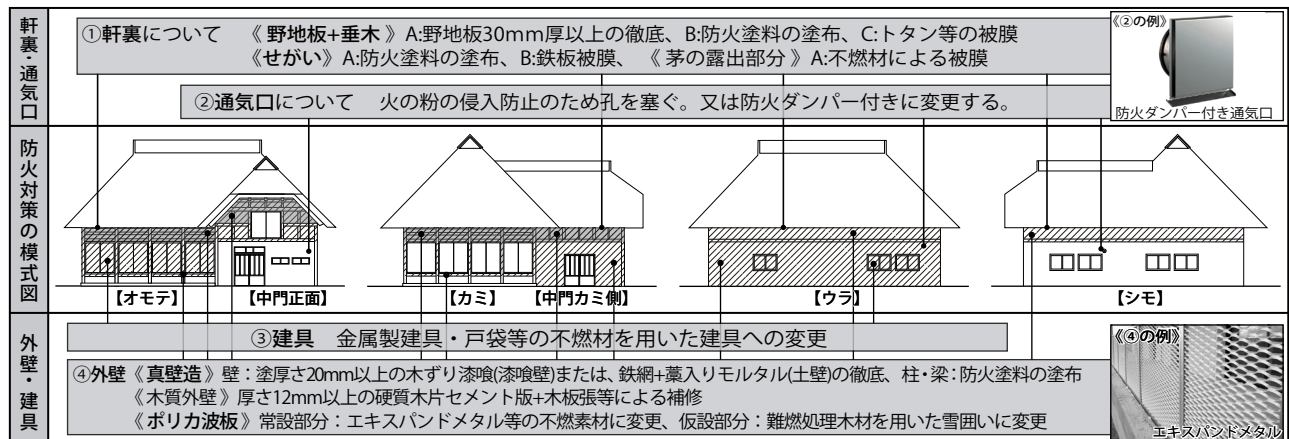 軒裏・通気口
①軒裏について 《 野地板+垂木 》A:野地板30mm厚以上の徹底、B:防火塗料の塗布、C:トタン等の被膜
《せがい》A:防火塗料の塗布、B:鉄板被膜、 《 茅の露出部分 》A:不燃材による被膜
②通気口について 火の粉の侵入防止のため孔を塞ぐ。又は防火ダンパー付きに変更する。
《②の例》
防火ダンパー付き通気口
防火対策の模式図
【オモテ】 【中門正面】 【カミ】 【中門カミ側】 【ウラ】 【シモ】
外壁・建具
③建具 金属製建具・戸袋等の不燃材を用いた建具への変更
④外壁《 真壁造 》壁：塗厚さ20mm以上の木ずり漆喰(漆喰壁)または、鉄網+藁入りモルタル(土壁)の徹底、柱・梁：防火塗料の塗布
《 木質外壁 》厚さ12mm以上の硬質木片セメント版+木板張等による補修
《 ポリカ波板 》常設部分：エキスパンドメタル等の不燃素材に変更、仮設部分：難燃処理木材を用いた雪囲いに変更
《④の例》
エキスパンドメタル